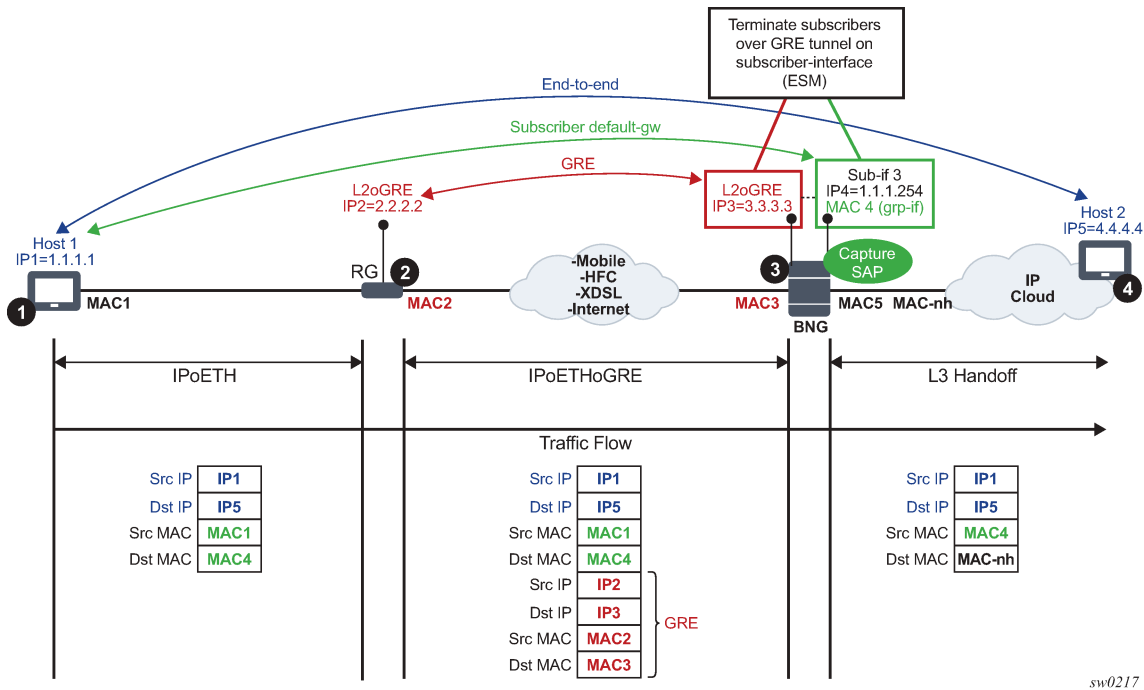 Terminate subscribers
over GRE tunnel on
subscriber-interface
(ESM)
End-to-end
Subscriber default-gw
GRE
L2oGRE
IP2=2.2.2.2
L2oGRE
IP3=3.3.3.3
Sub-if 3
IP4=1.1.1.254
MAC 4 (grp-if)
Host 1
IP1=1.1.1.1
Host 2
IP5=4.4.4.4
Capture
SAP
RG
1
2
3
4
MAC1
MAC2
-Mobile
-HFC
-XDSL
-Internet
MAC3
BNG
MAC5
MAC-nh
IP
Cloud
IPoETH
IPoETHoGRE
L3 Handoff
Traffic Flow
Src IP IP1
Dst IP IP5
Src MAC MAC1
Dst MAC MAC4
Src IP IP1
Dst IP IP5
Src MAC MAC1
Dst MAC MAC4
Src IP IP2
Dst IP IP3
Src MAC MAC2
Dst MAC MAC3
GRE
Src IP IP1
Dst IP IP5
Src MAC MAC4
Dst MAC MAC-nh
sw0217